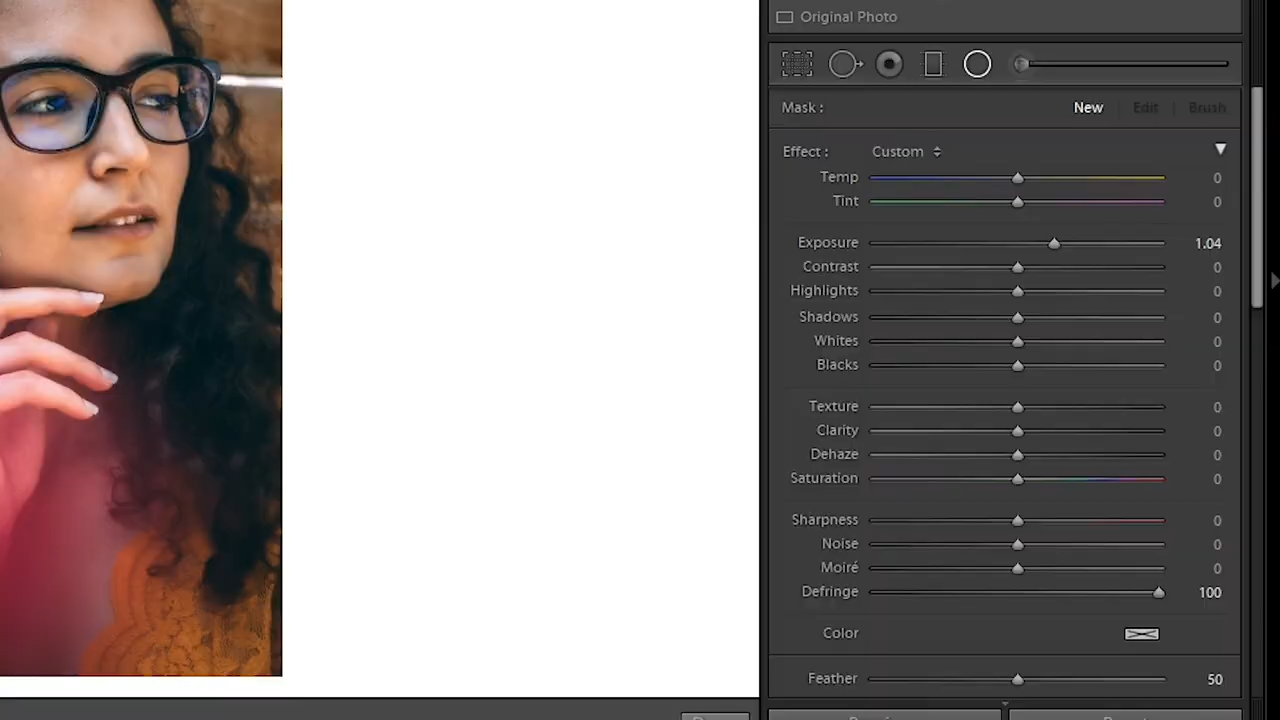 Original Photo
Mask : New Edit Brush
Effect : Custom
Temp 0
Tint 0
Exposure 1.04
Contrast 0
Highlights 0
Shadows 0
Whites 0
Blacks 0
Texture 0
Clarity 0
Dehaze 0
Saturation 0
Sharpness 0
Noise 0
Moiré 0
Defringe 100
Color
Feather 50